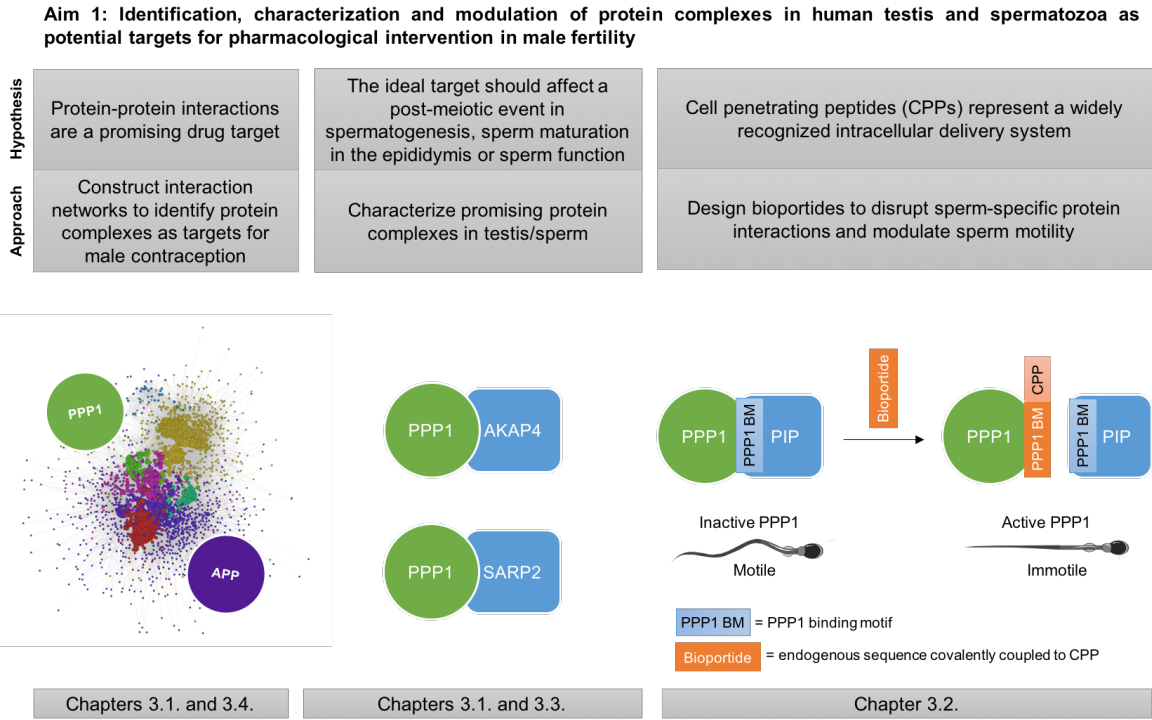 Aim 1: Identification, characterization and modulation of protein complexes in human testis and spermatozoa as
potential targets for pharmacological intervention in male fertility
Hypothesis
Protein-protein interactions
are a promising drug target
The ideal target should affect a
post-meiotic event in
spermatogenesis, sperm maturation
in the epididymis or sperm function
Cell penetrating peptides (CPPs) represent a widely
recognized intracellular delivery system
Approach
Construct interaction
networks to identify protein
complexes as targets for
male contraception
Characterize promising protein
complexes in testis/sperm
Design bioportides to disrupt sperm-specific protein
interactions and modulate sperm motility
PPP1
APP
PPP1
AKAP4
PPP1
SARP2
PPP1
PPP1 BM
PIP
Bioportide
PPP1
CPP
PPP1 BM
PPP1 BM
PIP
Inactive PPP1
Motile
Active PPP1
Immotile
PPP1 BM = PPP1 binding motif
Bioportide = endogenous sequence covalently coupled to CPP
Chapters 3.1. and 3.4.
Chapters 3.1. and 3.3.
Chapter 3.2.